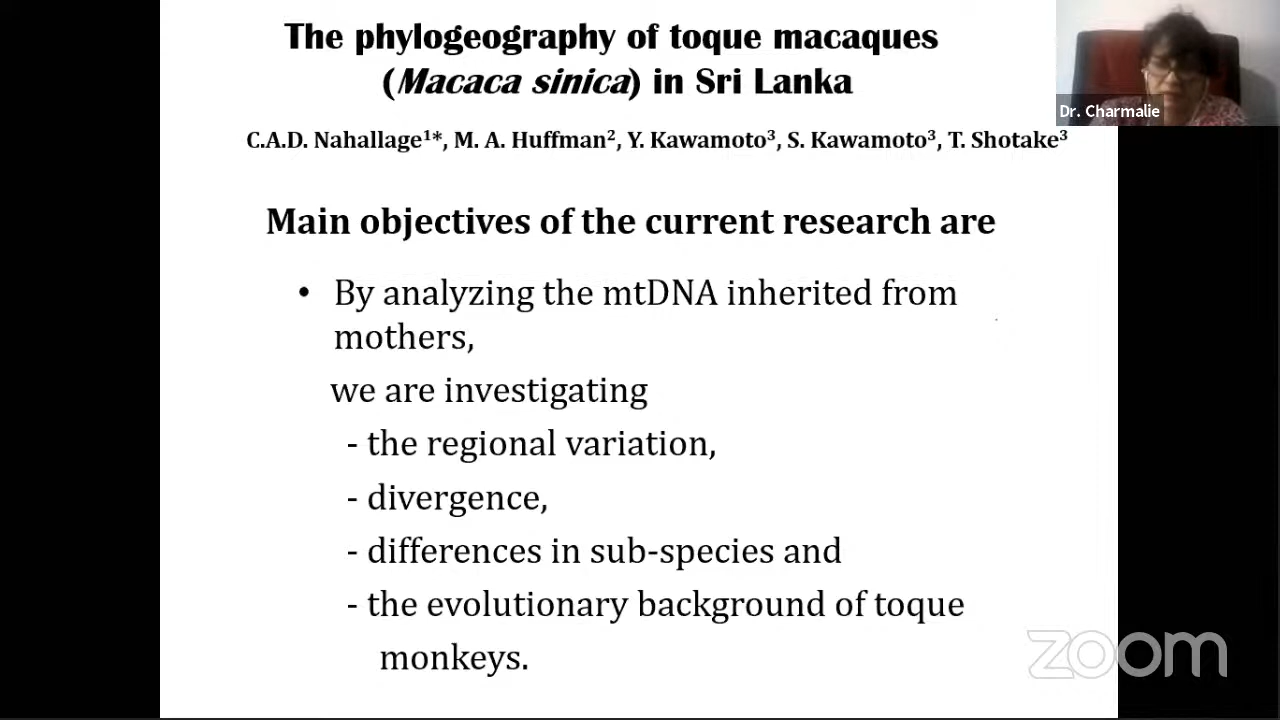 The phylogeography of toque macaques
(Macaca sinica) in Sri Lanka
Dr. Charmalie
C.A.D. Nahallage¹*, M. A. Huffman², Y. Kawamoto³, S. Kawamoto³, T. Shotake³
Main objectives of the current research are
• By analyzing the mtDNA inherited from
mothers,
we are investigating
- the regional variation,
- divergence,
- differences in sub-species and
- the evolutionary background of toque
monkeys.
zoom